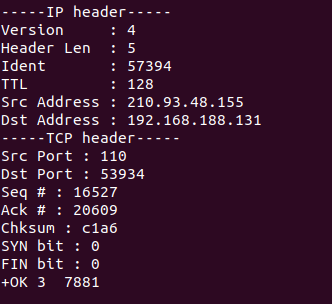 -----IP header-----
Version     : 4
Header Len  : 5
Ident       : 57394
TTL         : 128
Src Address : 210.93.48.155
Dst Address : 192.168.188.131
-----TCP header-----
Src Port : 110
Dst Port : 53934
Seq # : 16527
Ack # : 20609
Chksum : c1a6
SYN bit : 0
FIN bit : 0
+OK 3  7881